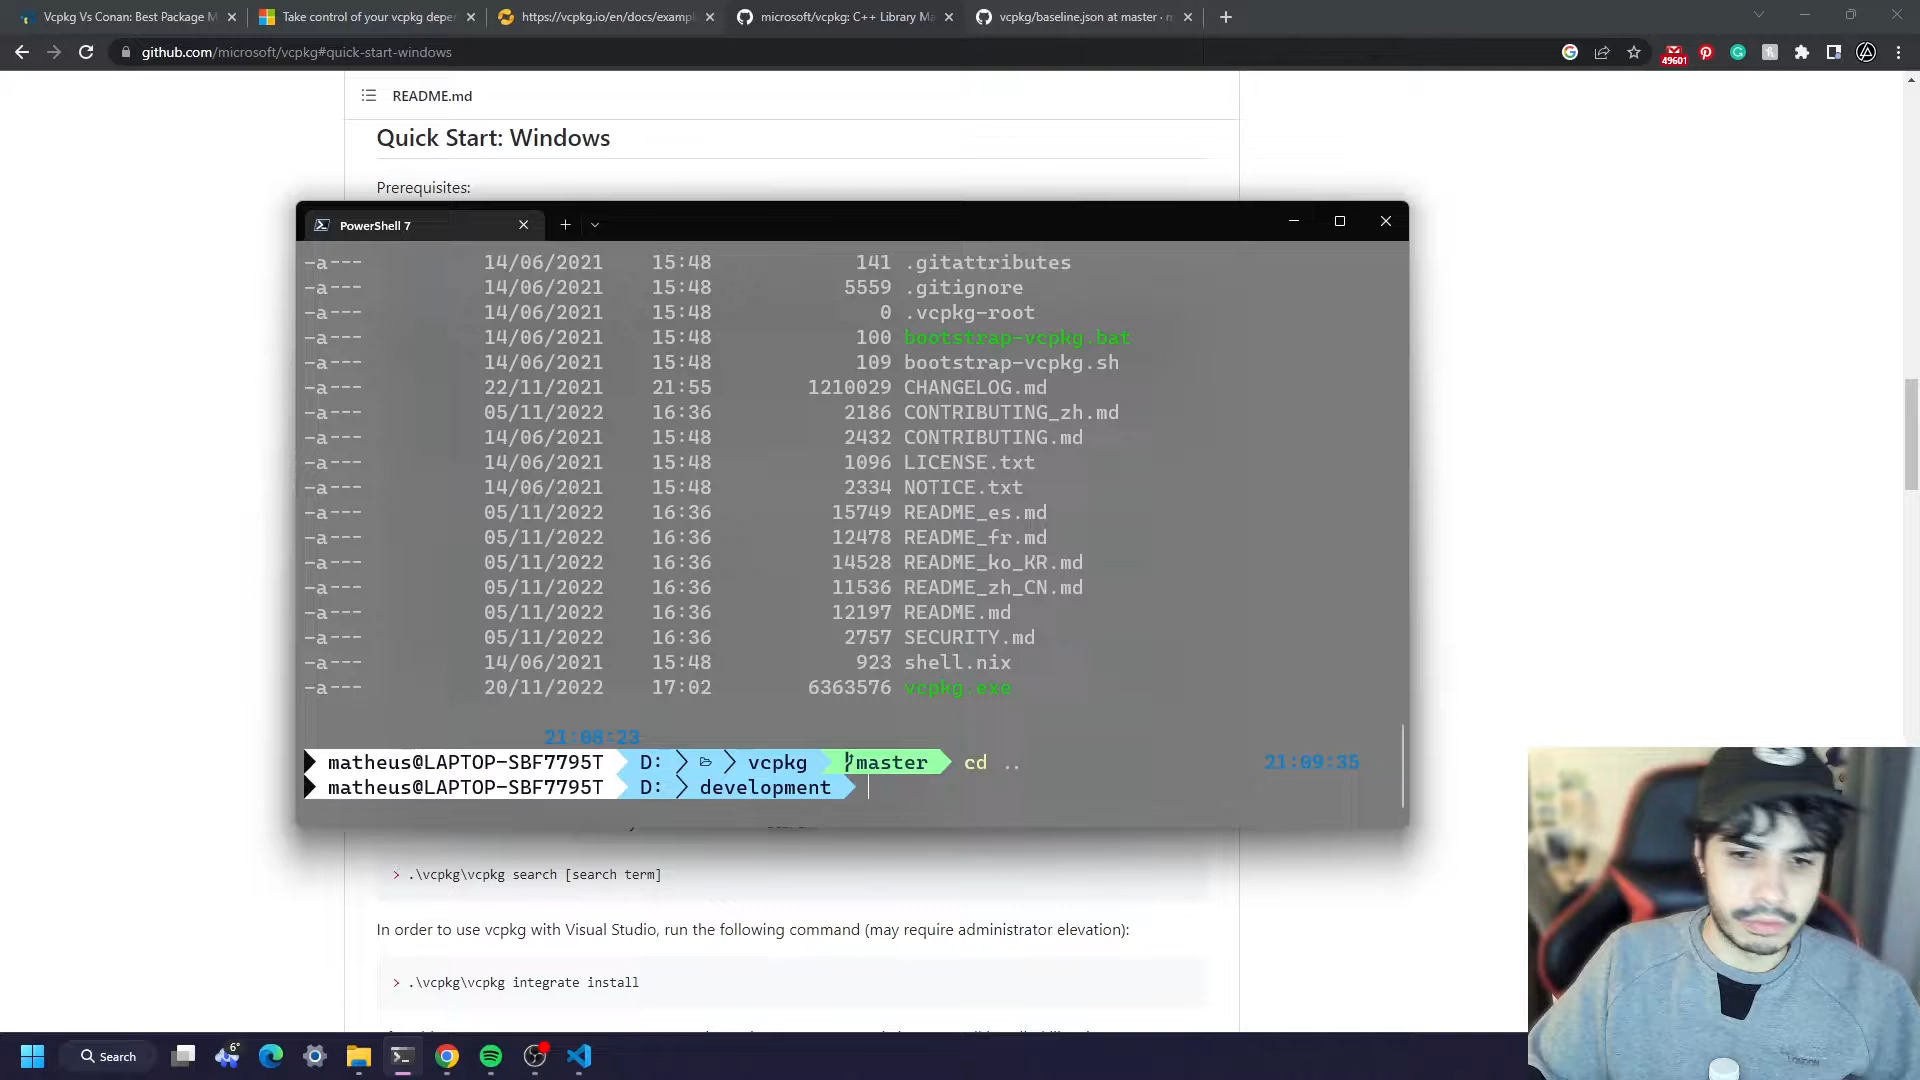 Vcpkg Vs Conan: Best Package M
Take control of your vcpkg depe
https://vcpkg.io/en/docs/exampl
microsoft/vcpkg: C++ Library Ma
vcpkg/baseline.json at master · m
github.com/microsoft/vcpkg#quick-start-windows
49601
README.md
Quick Start: Windows
Prerequisites:
PowerShell 7
-a--- 14/06/2021 15:48 141 .gitattributes
-a--- 14/06/2021 15:48 5559 .gitignore
-a--- 14/06/2021 15:48 0 .vcpkg-root
-a--- 14/06/2021 15:48 100 bootstrap-vcpkg.bat
-a--- 14/06/2021 15:48 109 bootstrap-vcpkg.sh
-a--- 22/11/2021 21:55 1210029 CHANGELOG.md
-a--- 05/11/2022 16:36 2186 CONTRIBUTING_zh.md
-a--- 14/06/2021 15:48 2432 CONTRIBUTING.md
-a--- 14/06/2021 15:48 1096 LICENSE.txt
-a--- 14/06/2021 15:48 2334 NOTICE.txt
-a--- 05/11/2022 16:36 15749 README_es.md
-a--- 05/11/2022 16:36 12478 README_fr.md
-a--- 05/11/2022 16:36 14528 README_ko_KR.md
-a--- 05/11/2022 16:36 11536 README_zh_CN.md
-a--- 05/11/2022 16:36 12197 README.md
-a--- 05/11/2022 16:36 2757 SECURITY.md
-a--- 14/06/2021 15:48 923 shell.nix
-a--- 20/11/2022 17:02 6363576 vcpkg.exe
21:08:23
matheus@LAPTOP-SBF7795T D: vcpkg master cd .. 21:09:35
matheus@LAPTOP-SBF7795T D: development
> .\vcpkg\vcpkg search [search term]
In order to use vcpkg with Visual Studio, run the following command (may require administrator elevation):
> .\vcpkg\vcpkg integrate install
6°
Search